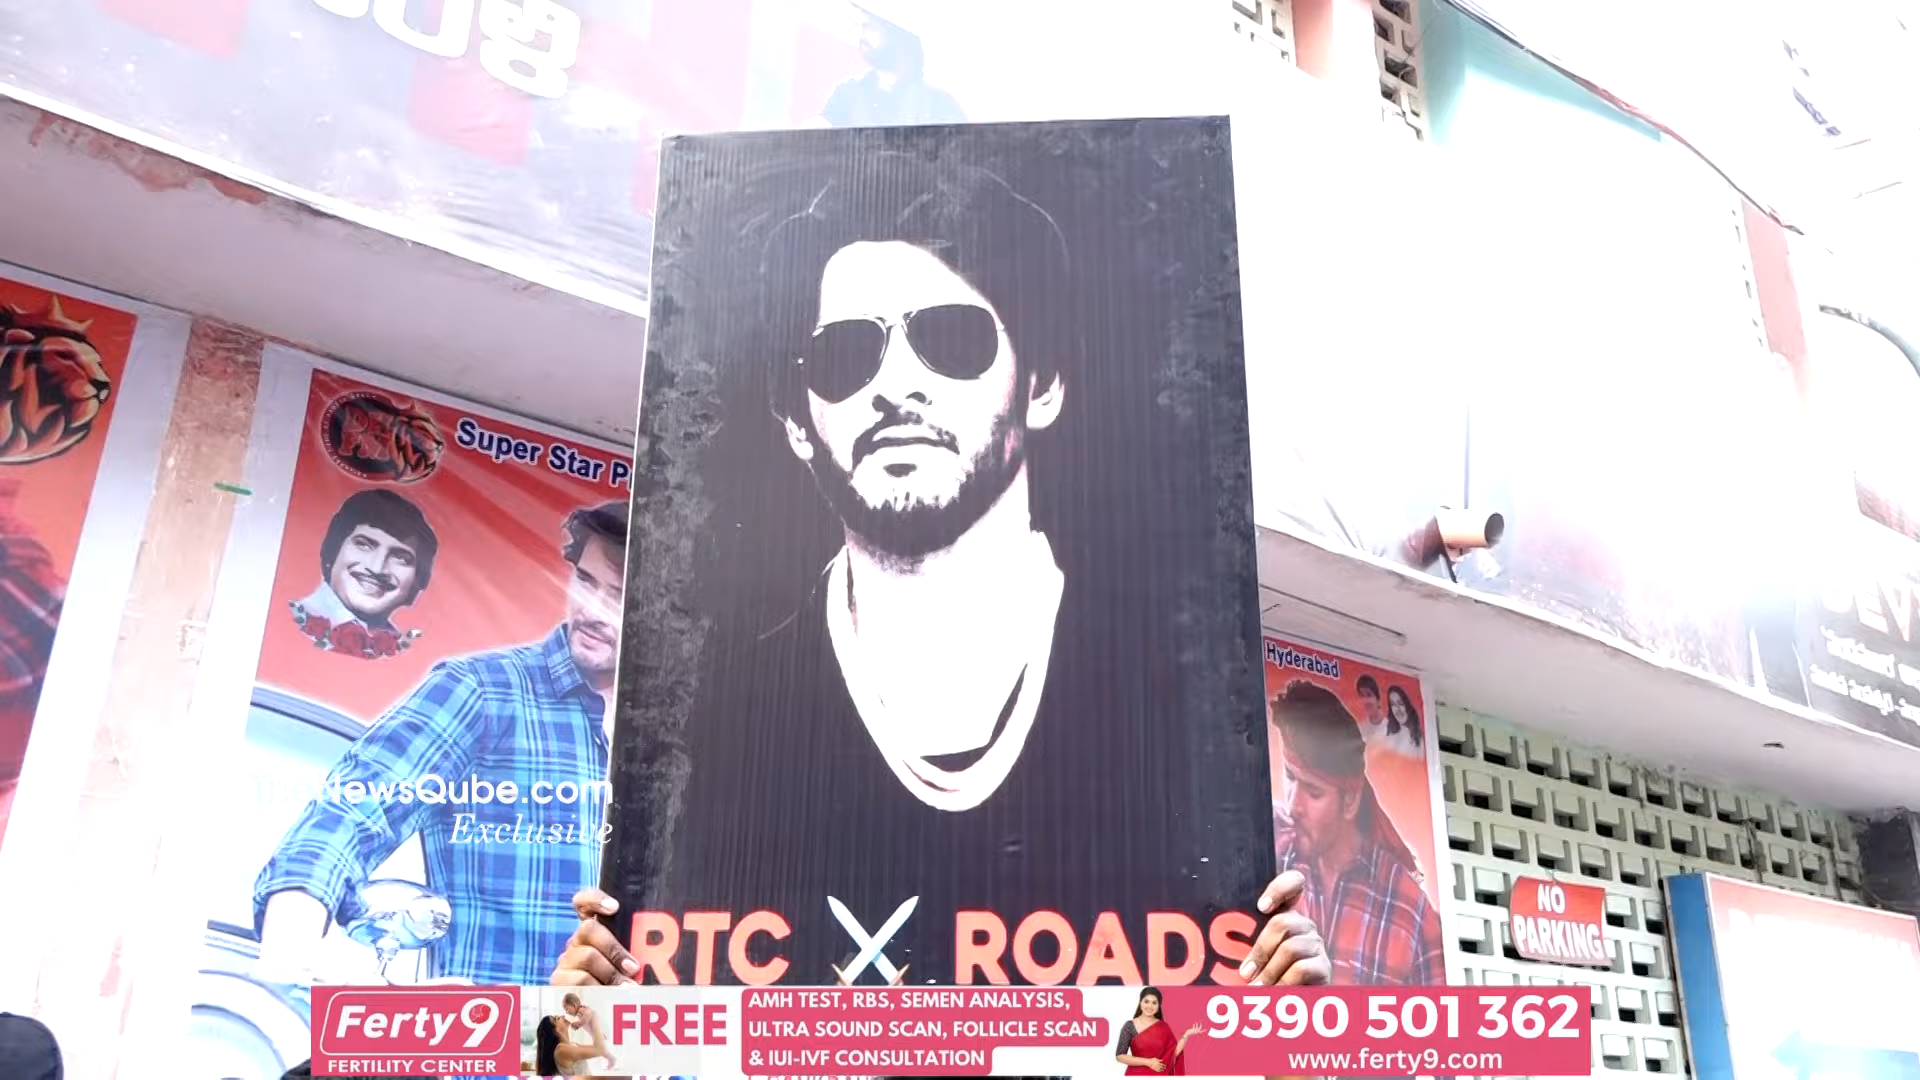 Super Star
Hyderabad
TheNewsQube.com
Exclusive
NO
PARKING
RTC X ROADS
Ferty9
FERTILITY CENTER
FREE
AMH TEST, RBS, SEMEN ANALYSIS,
ULTRA SOUND SCAN, FOLLICLE SCAN
& IUI-IVF CONSULTATION
9390 501 362
www.ferty9.com